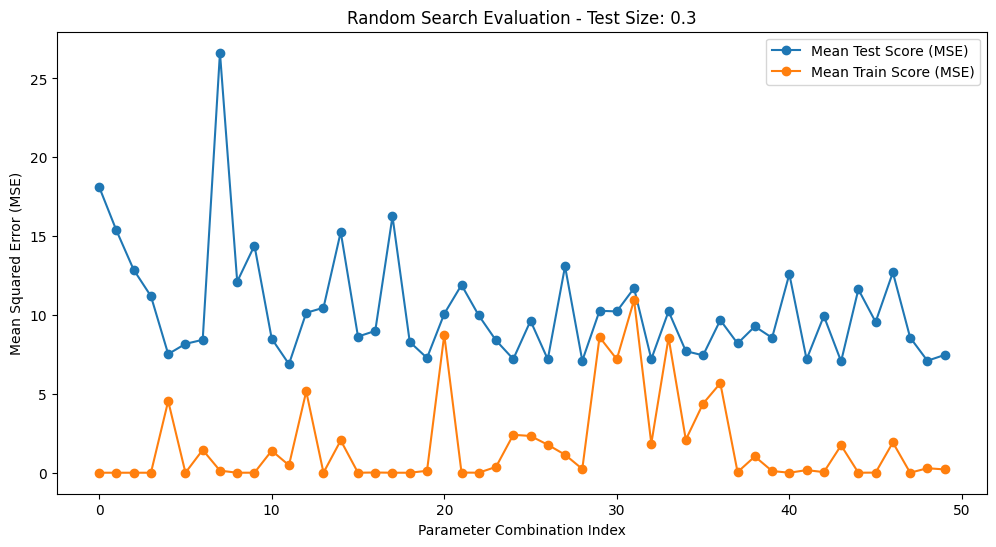 Random Search Evaluation - Test Size: 0.3
Mean Test Score (MSE)
Mean Train Score (MSE)
Mean Squared Error (MSE)
25
20
15
10
5
0
0 10 20 30 40 50
Parameter Combination Index